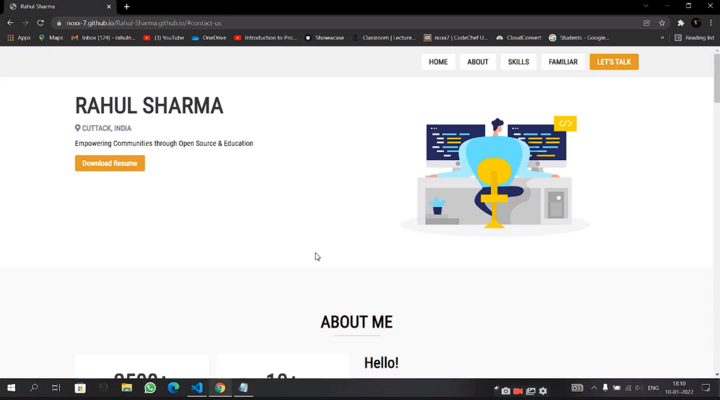 Rahul Sharma
noxx-7.github.io/Rahul-Sharma.github.io/#contact-us
Apps
Maps
Inbox (124) - rahuln...
(3) YouTube
OneDrive
Introduction to Pro...
Showwcase
Classroom | Lecture...
noxx7 | CodeChef U...
CloudConvert
Students - Google...
»
Reading list
HOME
ABOUT
SKILLS
FAMILIAR
LET'S TALK
RAHUL SHARMA
CUTTACK, INDIA
Empowering Communities through Open Source & Education
Download Resume
</>
ABOUT ME
Hello!
ENG
18:10
10-01-2022